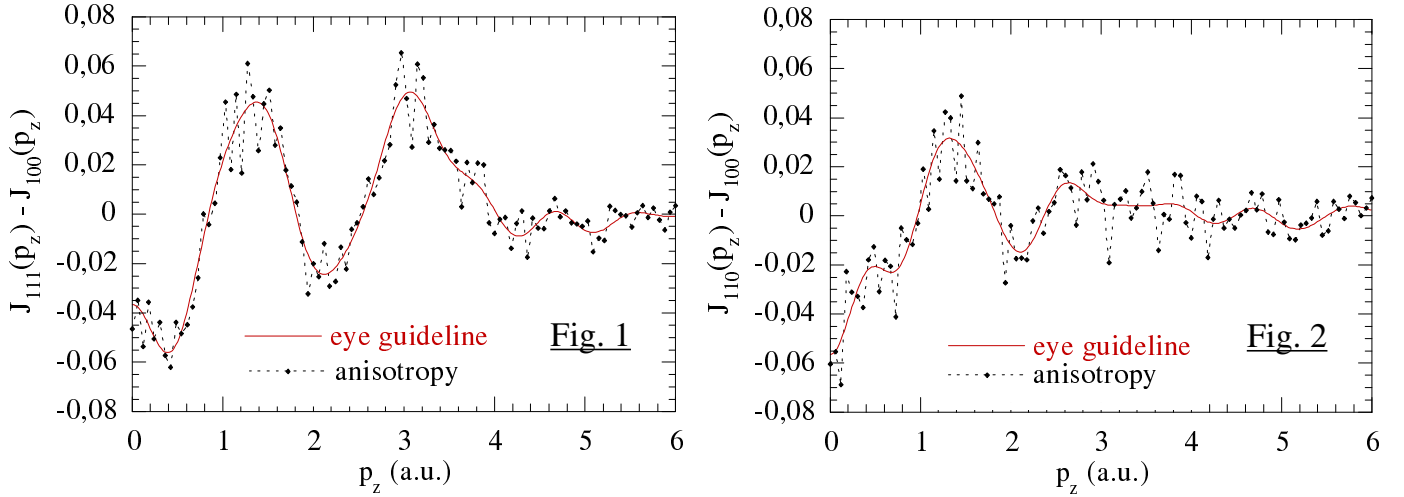 0,08
0,06
0,04
0,02
0
-0,02
-0,04
-0,06
-0,08
J111(pz) - J100(pz)
eye guideline
anisotropy
Fig. 1
0 1 2 3 4 5 6
pz (a.u.)
0,08
0,06
0,04
0,02
0
-0,02
-0,04
-0,06
-0,08
J110(pz) - J100(pz)
eye guideline
anisotropy
Fig. 2
0 1 2 3 4 5 6
pz (a.u.)